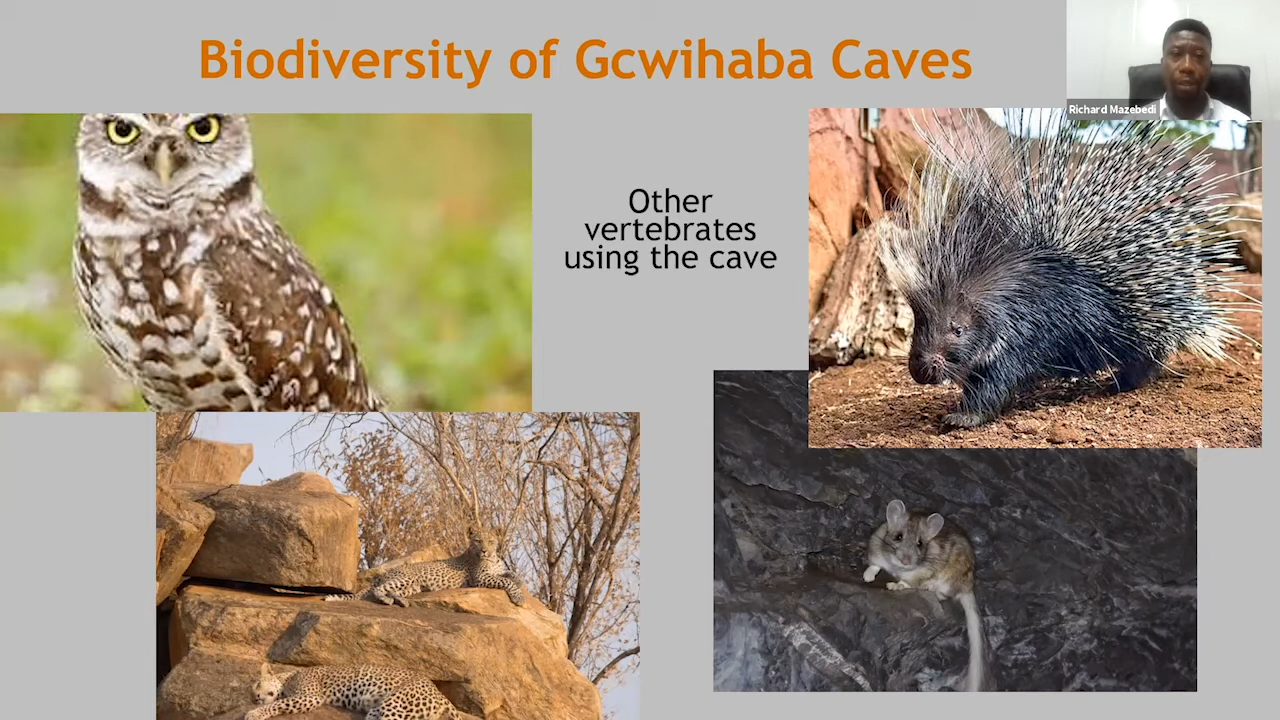 Biodiversity of Gcwihaba Caves
Richard Mazebedi
Other
vertebrates
using the cave